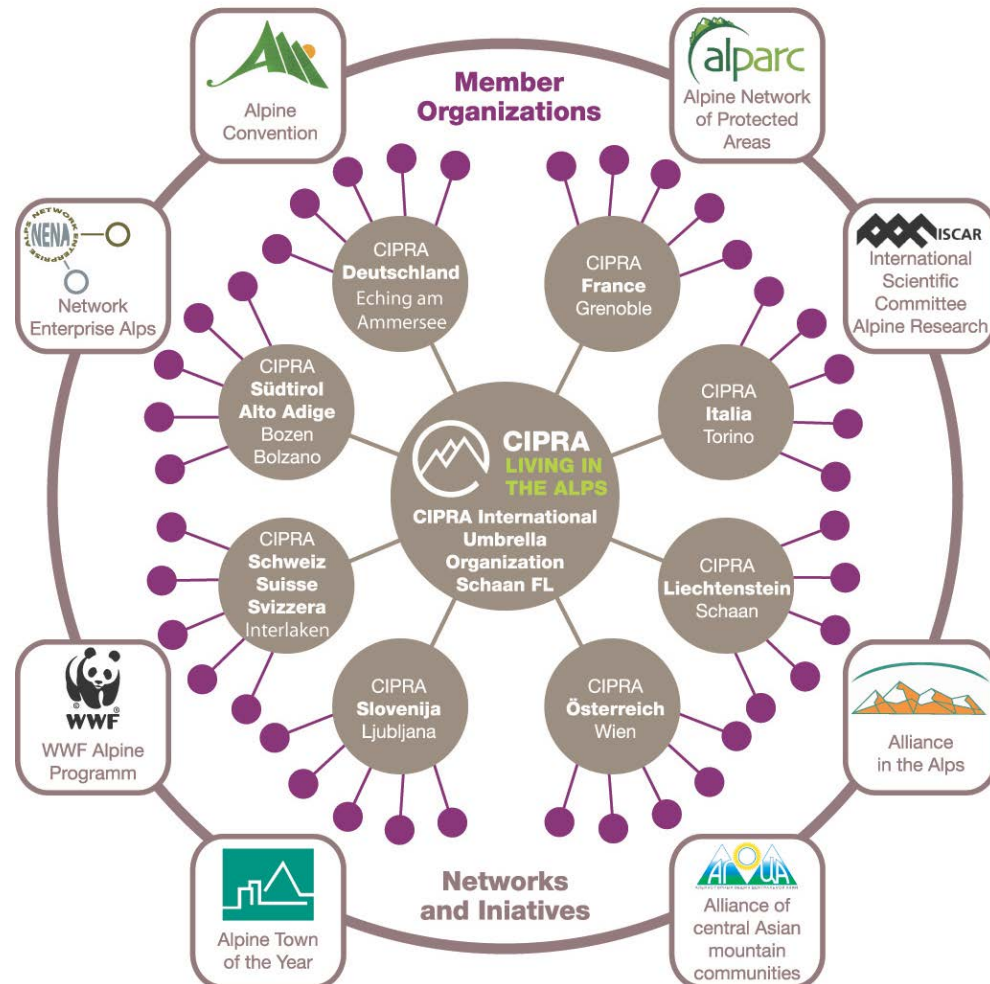 Member
Organizations
Alpine
Convention
alparc
Alpine Network
of Protected
Areas
NENA
ALPS NETWORK ENTERPRISE
Network
Enterprise Alps
ISCAR
International
Scientific
Committee
Alpine Research
CIPRA
Deutschland
Eching am
Ammersee
CIPRA
France
Grenoble
CIPRA
Südtirol
Alto Adige
Bozen
Bolzano
CIPRA
Italia
Torino
CIPRA
LIVING IN
THE ALPS
CIPRA International
Umbrella
Organization
Schaan FL
CIPRA
Schweiz
Suisse
Svizzera
Interlaken
CIPRA
Liechtenstein
Schaan
CIPRA
Slovenija
Ljubljana
CIPRA
Österreich
Wien
©
WWF
®
WWF Alpine
Programm
Alliance
in the Alps
Alpine Town
of the Year
Networks
and Iniatives
Alliance of
central Asian
mountain
communities